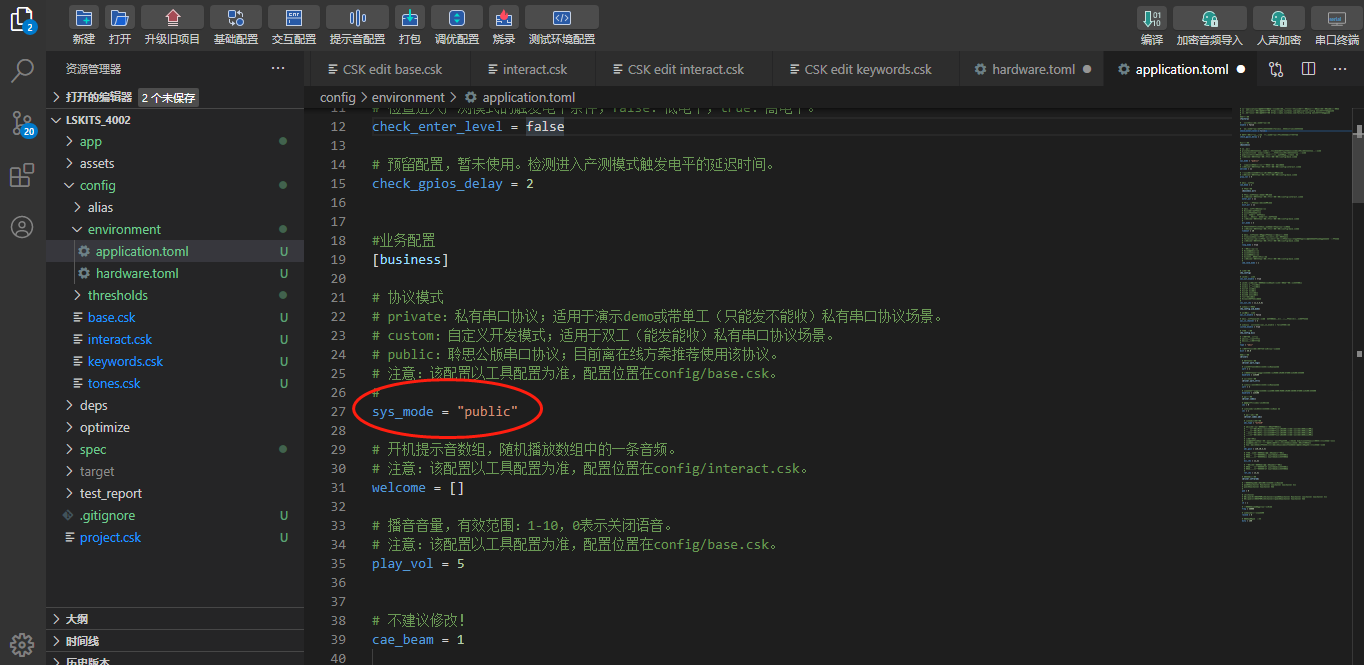 2
新建
打开
升级旧项目
基础配置
交互配置
提示音配置
打包
调优配置
烧录
测试环境配置
编译
加密音频导入
人声加密
串口终端
资源管理器
CSK edit base.csk
interact.csk
CSK edit interact.csk
CSK edit keywords.csk
hardware.toml
application.toml
打开的编辑器 2 个未保存
LSKITS_4002
app
assets
config
alias
environment
application.toml U
hardware.toml U
thresholds
base.csk U
interact.csk U
keywords.csk U
tones.csk U
deps
optimize
spec
target
test_report
.gitignore U
project.csk U
大纲
时间线
历史版本
20
config > environment > application.toml
12 check_enter_level = false
13
14 # 预留配置，暂未使用。检测进入产测模式触发电平的延迟时间。
15 check_gpios_delay = 2
16
17
18 #业务配置
19 [business]
20
21 # 协议模式
22 # private：私有串口协议；适用于演示demo或带单工（只能发不能收）私有串口协议场景。
23 # custom：自定义开发模式；适用于双工（能发能收）私有串口协议场景。
24 # public：聆思公版串口协议；目前离在线方案推荐使用该协议。
25 # 注意：该配置以工具配置为准，配置位置在config/base.csk。
26 #
27 sys_mode = "public"
28
29 # 开机提示音数组，随机播放数组中的一条音频。
30 # 注意：该配置以工具配置为准，配置位置在config/interact.csk。
31 welcome = []
32
33 # 播音音量，有效范围：1-10，0表示关闭语音。
34 # 注意：该配置以工具配置为准，配置位置在config/base.csk。
35 play_vol = 5
36
37
38 # 不建议修改！
39 cae_beam = 1
40